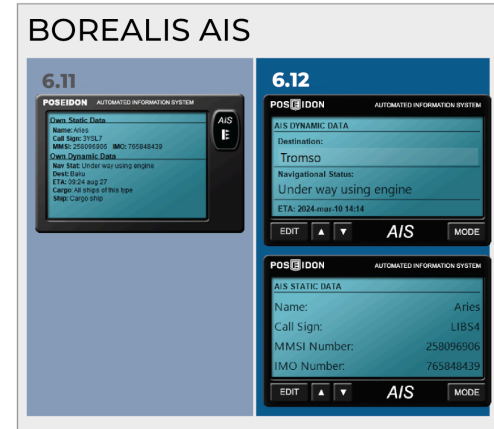 BOREALIS AIS
6.11
POSEIDON AUTOMATED INFORMATION SYSTEM
Own Static Data
Name: Arias
Call Sign: 3YSL7
MMSI: 258096906 IMO: 765848439
Own Dynamic Data
Nav Stat: Under way using engine
Dest: Baku
ETA: 09:24 aug 27
Cargo: All ships of this type
Ship: Cargo ship
AIS
E
6.12
POSEIDON AUTOMATED INFORMATION SYSTEM
AIS DYNAMIC DATA
Destination:
Tromso
Navigational Status:
Under way using engine
ETA: 2024-mar-10 14:14
EDIT ▲ ▼ AIS MODE
POSEIDON AUTOMATED INFORMATION SYSTEM
AIS STATIC DATA
Name: Aries
Call Sign: LIBS4
MMSI Number: 258096906
IMO Number: 765848439
EDIT ▲ ▼ AIS MODE